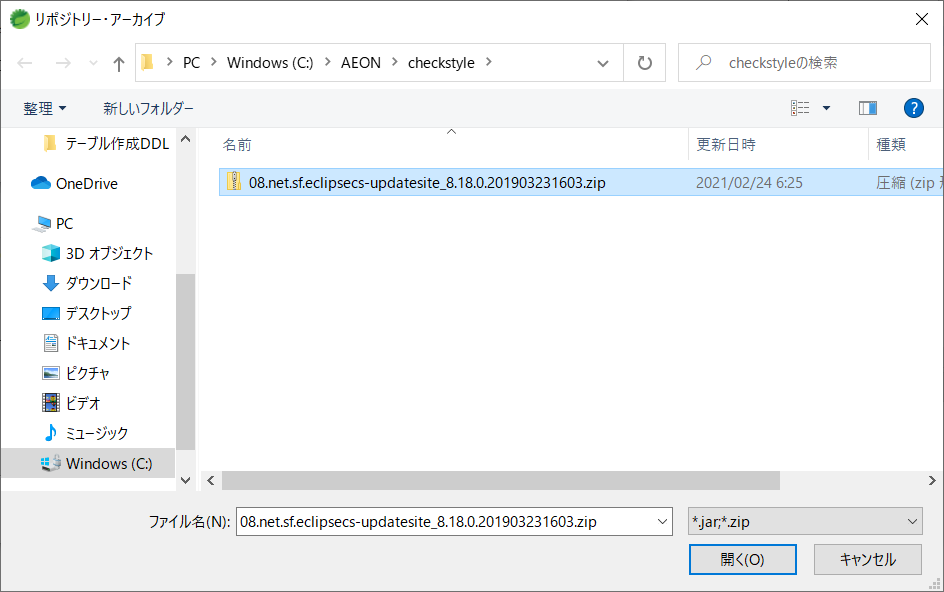 リポジトリー・アーカイブ
PC > Windows (C:) > AEON > checkstyle >
checkstyleの検索
整理
新しいフォルダー
テーブル作成DDL
OneDrive
PC
3D オブジェクト
ダウンロード
デスクトップ
ドキュメント
ピクチャ
ビデオ
ミュージック
Windows (C:)
名前 更新日時 種類
08.net.sf.eclipsecs-updatesite_8.18.0.201903231603.zip 2021/02/24 6:25 圧縮 (zip
ファイル名(N): 08.net.sf.eclipsecs-updatesite_8.18.0.201903231603.zip *.jar;*.zip
開く(O) キャンセル